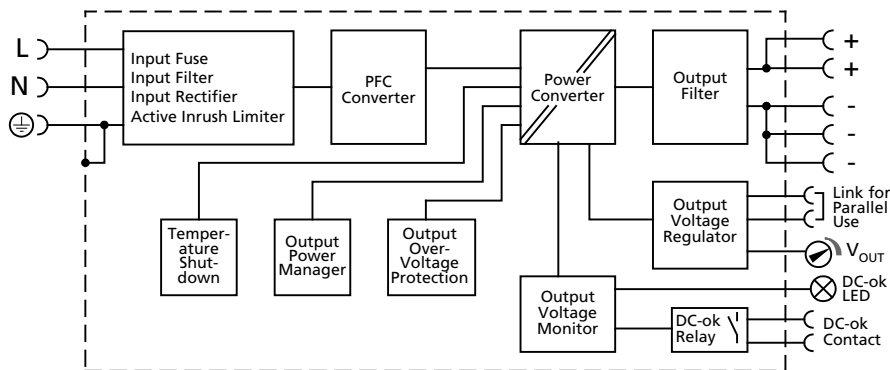 L
N
Input Fuse
Input Filter
Input Rectifier
Active Inrush Limiter
PFC
Converter
Power
Converter
Output
Filter
+
+
-
-
-
Temper-
ature
Shut-
down
Output
Power
Manager
Output
Over-
Voltage
Protection
Output
Voltage
Regulator
Link for
Parallel
Use
VOUT
Output
Voltage
Monitor
DC-ok
LED
DC-ok
Relay
DC-ok
Contact